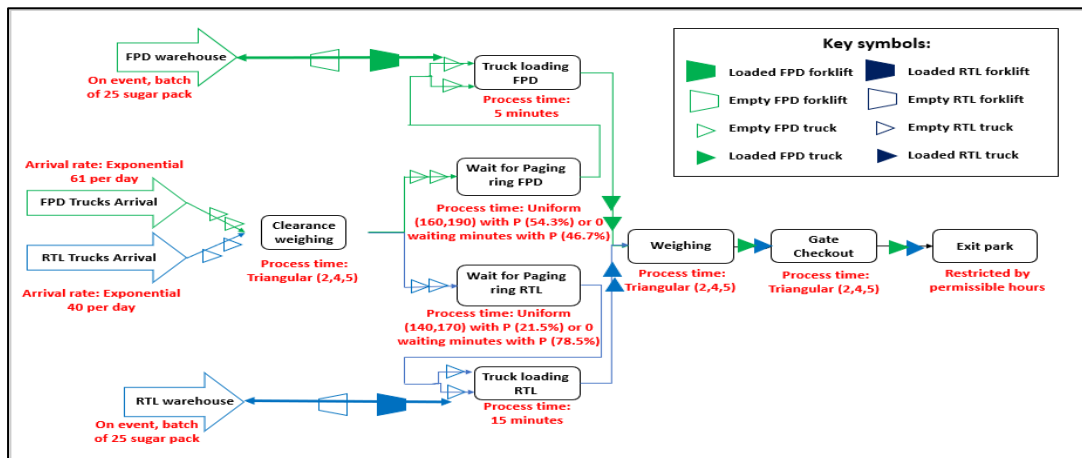 FPD warehouse
On event, batch
of 25 sugar pack
Truck loading
FPD
Process time:
5 minutes
Key symbols:
Loaded FPD forklift
Loaded RTL forklift
Empty FPD forklift
Empty RTL forklift
Empty FPD truck
Empty RTL truck
Loaded FPD truck
Loaded RTL truck
Arrival rate: Exponential
61 per day
FPD Trucks Arrival
RTL Trucks Arrival
Arrival rate: Exponential
40 per day
Clearance
weighing
Process time:
Triangular (2,4,5)
Wait for Paging
ring FPD
Process time: Uniform
(160,190) with P (54.3%) or 0
waiting minutes with P (46.7%)
Wait for Paging
ring RTL
Process time: Uniform
(140,170) with P (21.5%) or 0
waiting minutes with P (78.5%)
Weighing
Process time:
Triangular (2,4,5)
Gate
Checkout
Process time:
Triangular (2,4,5)
Exit park
Restricted by
permissible hours
Truck loading
RTL
Process time:
15 minutes
RTL warehouse
On event, batch
of 25 sugar pack